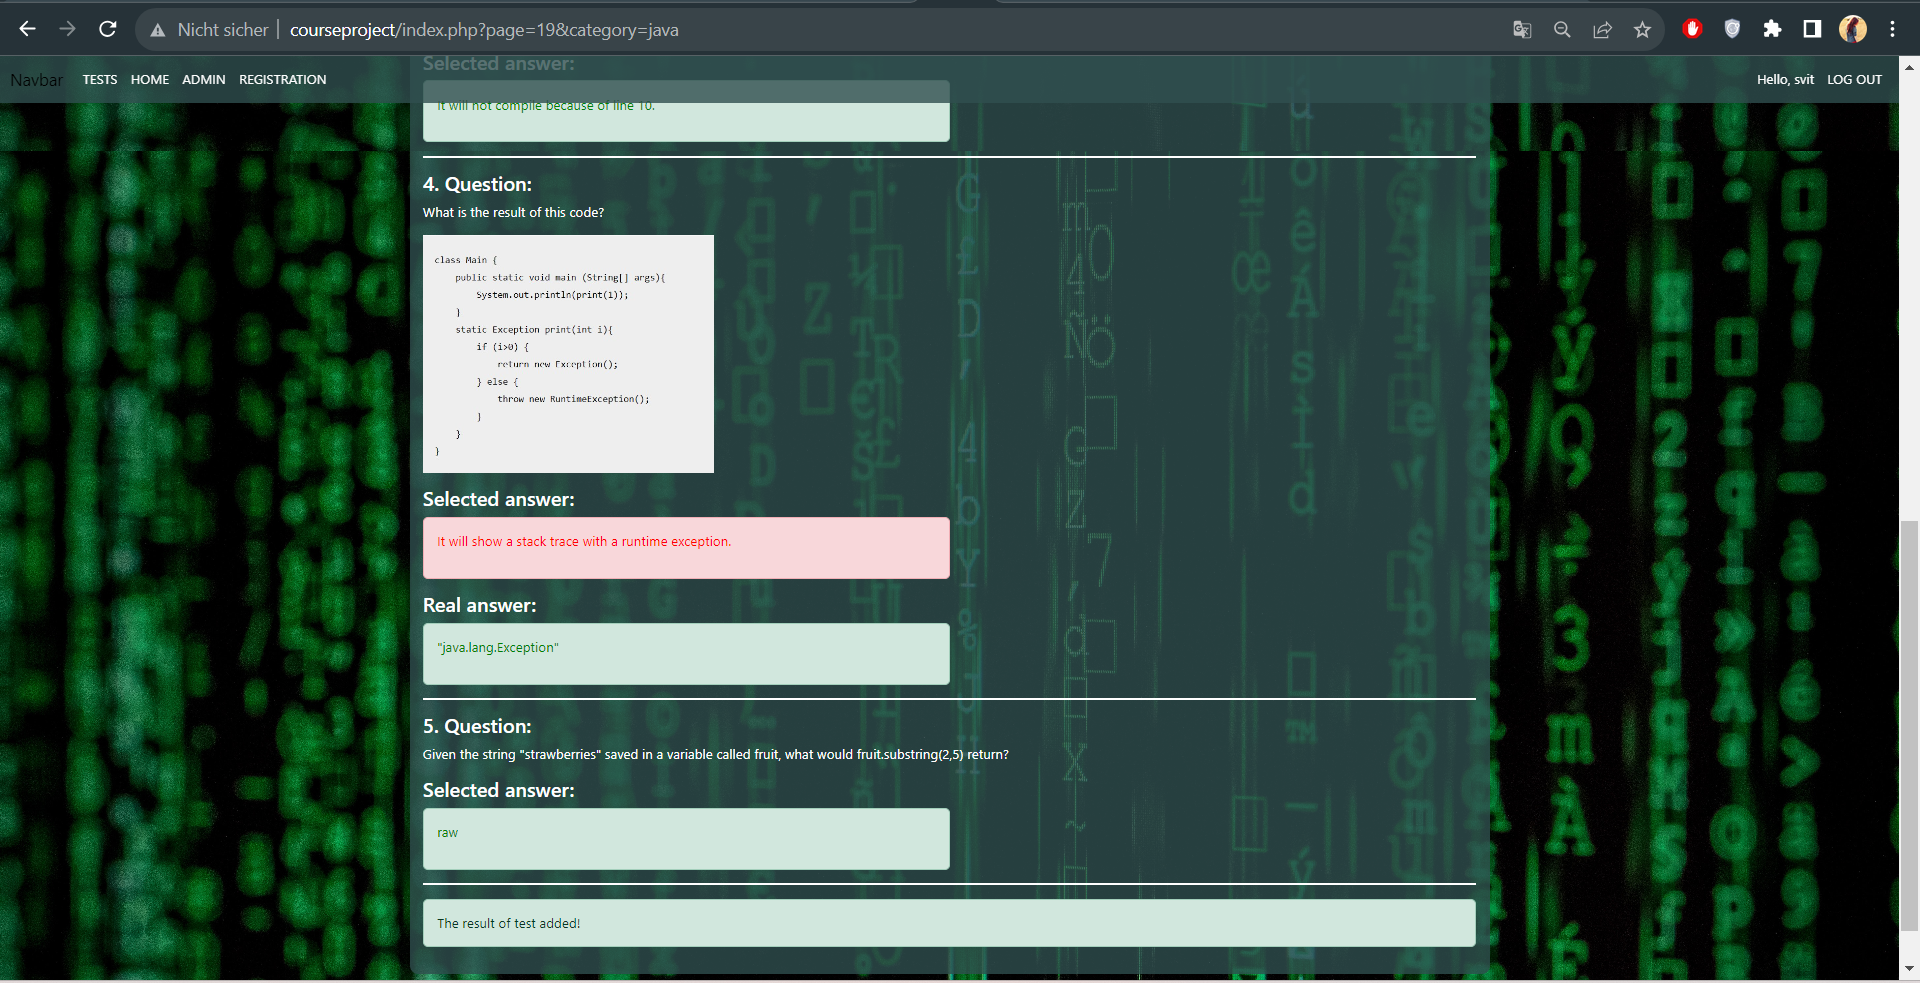 Nicht sicher
courseproject/index.php?page=19&category=java
Navbar TESTS HOME ADMIN REGISTRATION
Hello, svit LOG OUT
Selected answer:
It will not compile because of line 10.
4. Question:
What is the result of this code?
class Main {
public static void main (String[] args){
System.out.println(print(1));
}
static Exception print(int i){
if (i>0) {
return new Exception();
} else {
throw new RuntimeException();
}
}
}
Selected answer:
It will show a stack trace with a runtime exception.
Real answer:
"java.lang.Exception"
5. Question:
Given the string "strawberries" saved in a variable called fruit, what would fruit.substring(2,5) return?
Selected answer:
raw
The result of test added!